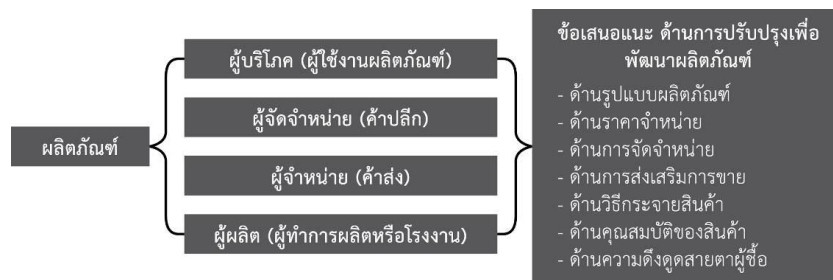 ผลิตภัณฑ์
ผู้บริโภค (ผู้ใช้งานผลิตภัณฑ์)
ผู้จัดจำหน่าย (ค้าปลีก)
ผู้จำหน่าย (ค้าส่ง)
ผู้ผลิต (ผู้ทำการผลิตหรือโรงงาน)
ข้อเสนอแนะ ด้านการปรับปรุงเพื่อ
พัฒนาผลิตภัณฑ์
- ด้านรูปแบบผลิตภัณฑ์
- ด้านราคาจำหน่าย
- ด้านการจัดจำหน่าย
- ด้านการส่งเสริมการขาย
- ด้านวิธีกระจายสินค้า
- ด้านคุณสมบัติของสินค้า
- ด้านความดึงดูดสายตาผู้ซื้อ